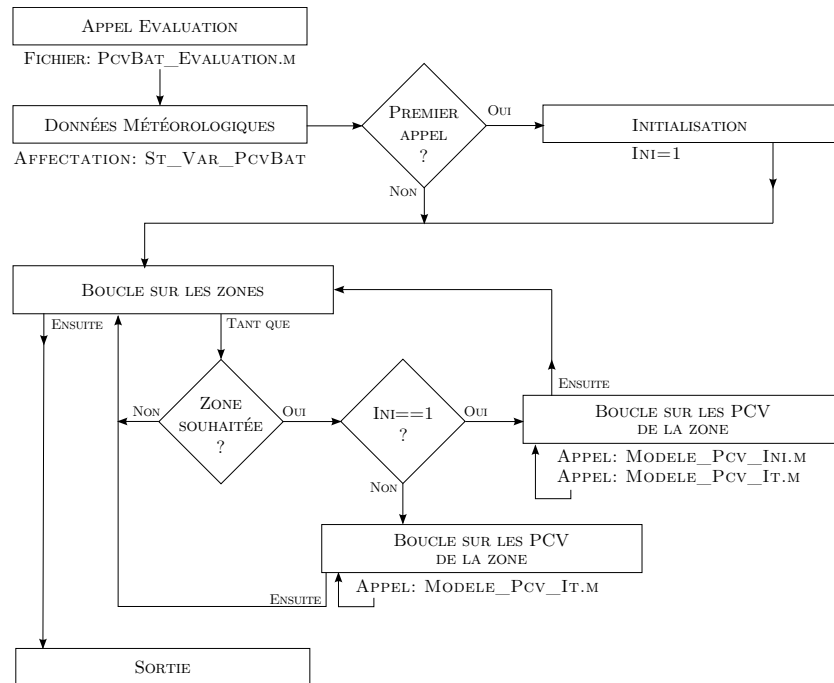 Appel Evaluation
Fichier: PcvBat_Evaluation.m
Données Météorologiques
Affectation: St_Var_PcvBat
Premier
appel
?
Oui
Non
Initialisation
Ini=1
Boucle sur les zones
Ensuite
Tant que
Zone
souhaitée
?
Non
Oui
Ini==1
?
Oui
Non
Ensuite
Boucle sur les PCV
de la zone
Appel: Modele_Pcv_Ini.m
Appel: Modele_Pcv_It.m
Boucle sur les PCV
de la zone
Ensuite
Appel: Modele_Pcv_It.m
Sortie